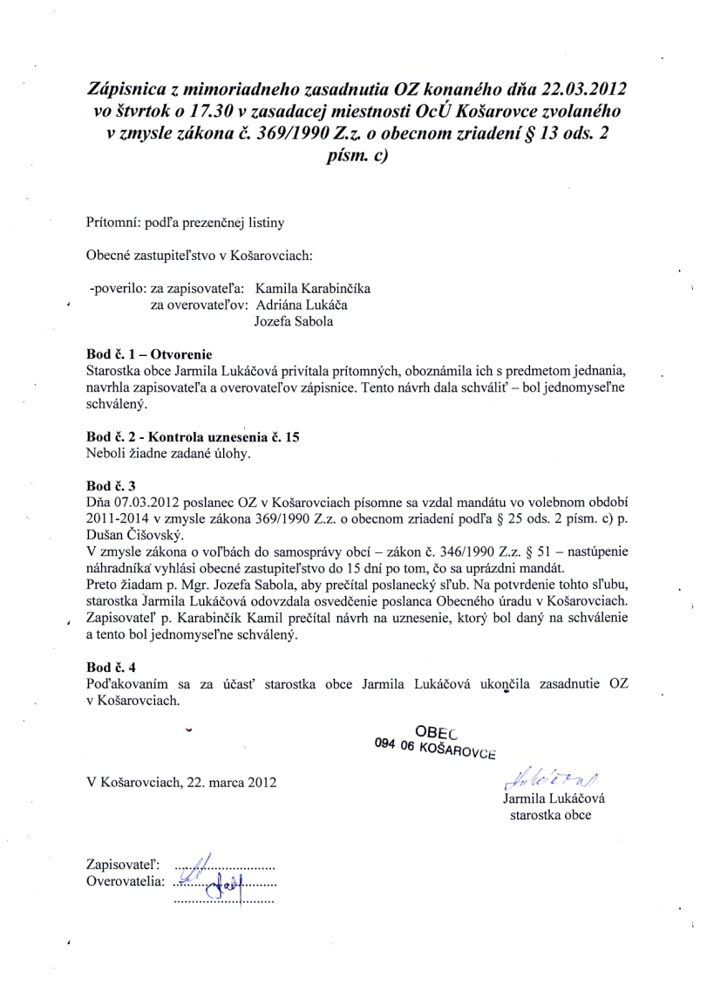 Zápisnica z mimoriadneho zasadnutia OZ konaného dňa 22.03.2012
vo štvrtok o 17.30 v zasadacej miestnosti OcÚ Košarovce zvolaného
v zmysle zákona č. 369/1990 Z.z. o obecnom zriadení § 13 ods. 2
písm. c)
Prítomní: podľa prezenčnej listiny
Obecné zastupiteľstvo v Košarovciach:
-poverilo: za zapisovateľa: Kamila Karabinčíka
za overovateľov: Adriána Lukáča
Jozefa Sabola
Bod č. 1 – Otvorenie
Starostka obce Jarmila Lukáčová privítala prítomných, oboznámila ich s predmetom jednania,
navrhla zapisovateľa a overovateľov zápisnice. Tento návrh dala schváliť – bol jednomyseľne
schválený.
Bod č. 2 - Kontrola uznesenia č. 15
Neboli žiadne zadané úlohy.
Bod č. 3
Dňa 07.03.2012 poslanec OZ v Košarovciach písomne sa vzdal mandátu vo volebnom období
2011-2014 v zmysle zákona 369/1990 Z.z. o obecnom zriadení podľa § 25 ods. 2 písm. c) p.
Dušan Čišovský.
V zmysle zákona o voľbách do samosprávy obcí – zákon č. 346/1990 Z.z. § 51 – nastúpenie
náhradníka vyhlási obecné zastupiteľstvo do 15 dní po tom, čo sa uprázdni mandát.
Preto žiadam p. Mgr. Jozefa Sabola, aby prečítal poslanecký sľub. Na potvrdenie tohto sľubu,
starostka Jarmila Lukáčová odovzdala osvedčenie poslanca Obecného úradu v Košarovciach.
Zapisovateľ p. Karabinčík Kamil prečítal návrh na uznesenie, ktorý bol daný na schválenie
a tento bol jednomyseľne schválený.
Bod č. 4
Poďakovaním sa za účasť starostka obce Jarmila Lukáčová ukončila zasadnutie OZ
v Košarovciach.
OBEC
094 06 KOŠAROVCE
V Košarovciach, 22. marca 2012
Jarmila Lukáčová
starostka obce
Zapisovateľ: ............................
Overovatelia: ............................
............................